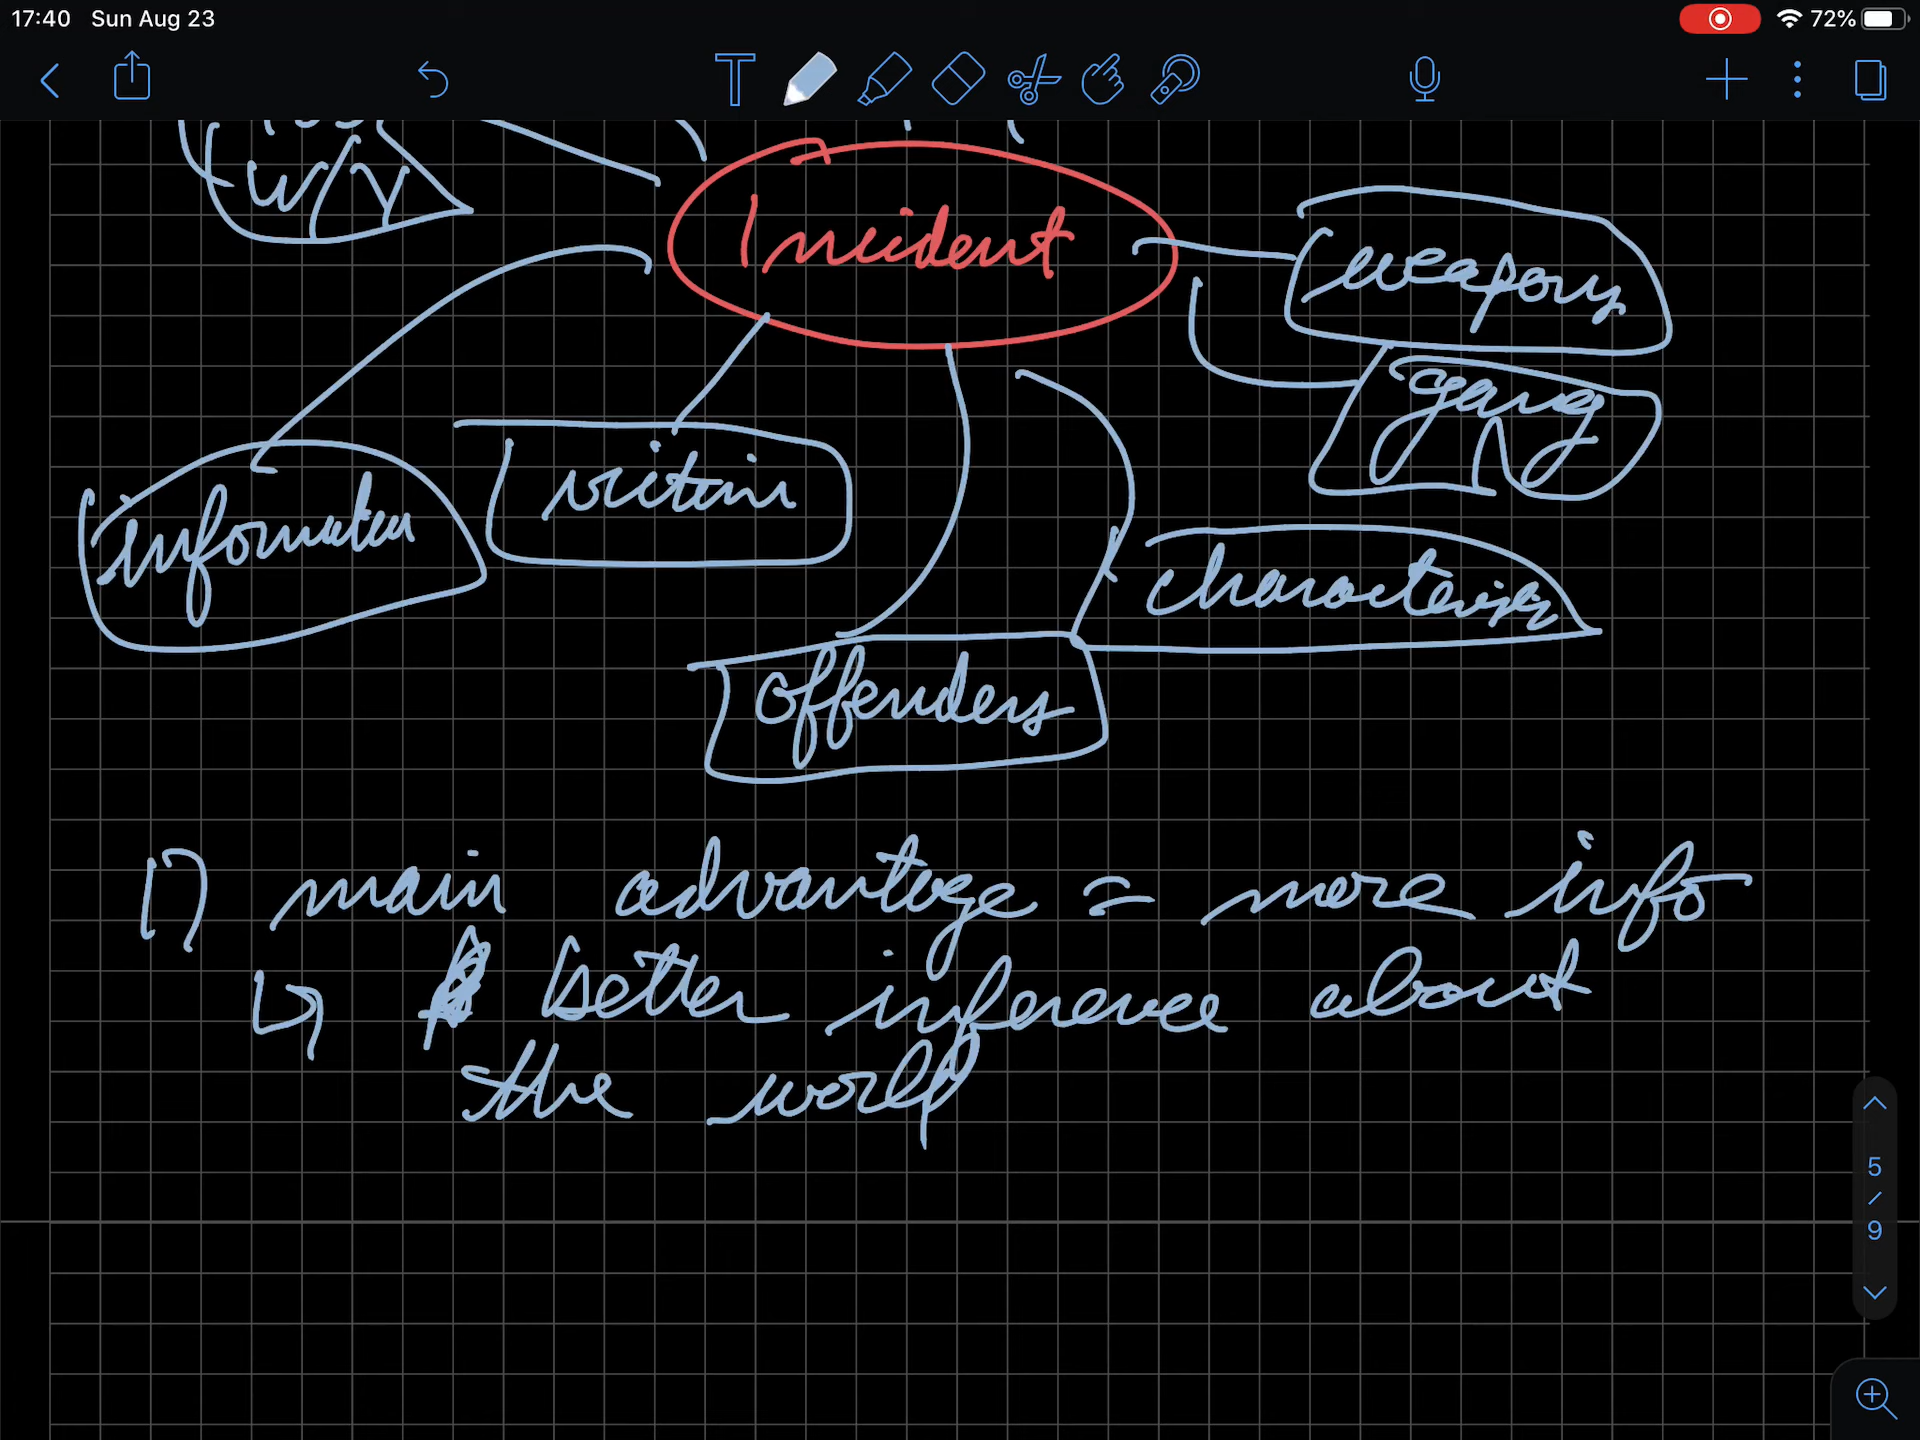 17:40 Sun Aug 23 72%
W/Y
Incident
weapons
gang
information
victim
characteristics
offenders
1) main advantage = more info
↳ better inference about
the world
5
/
9